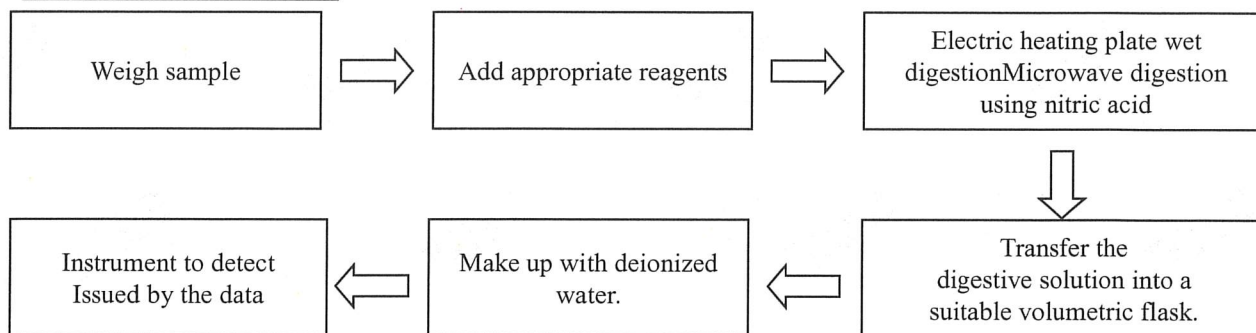 Weigh sample
Add appropriate reagents
Electric heating plate wet
digestionMicrowave digestion
using nitric acid
Transfer the
digestive solution into a
suitable volumetric flask.
Make up with deionized
water.
Instrument to detect
Issued by the data